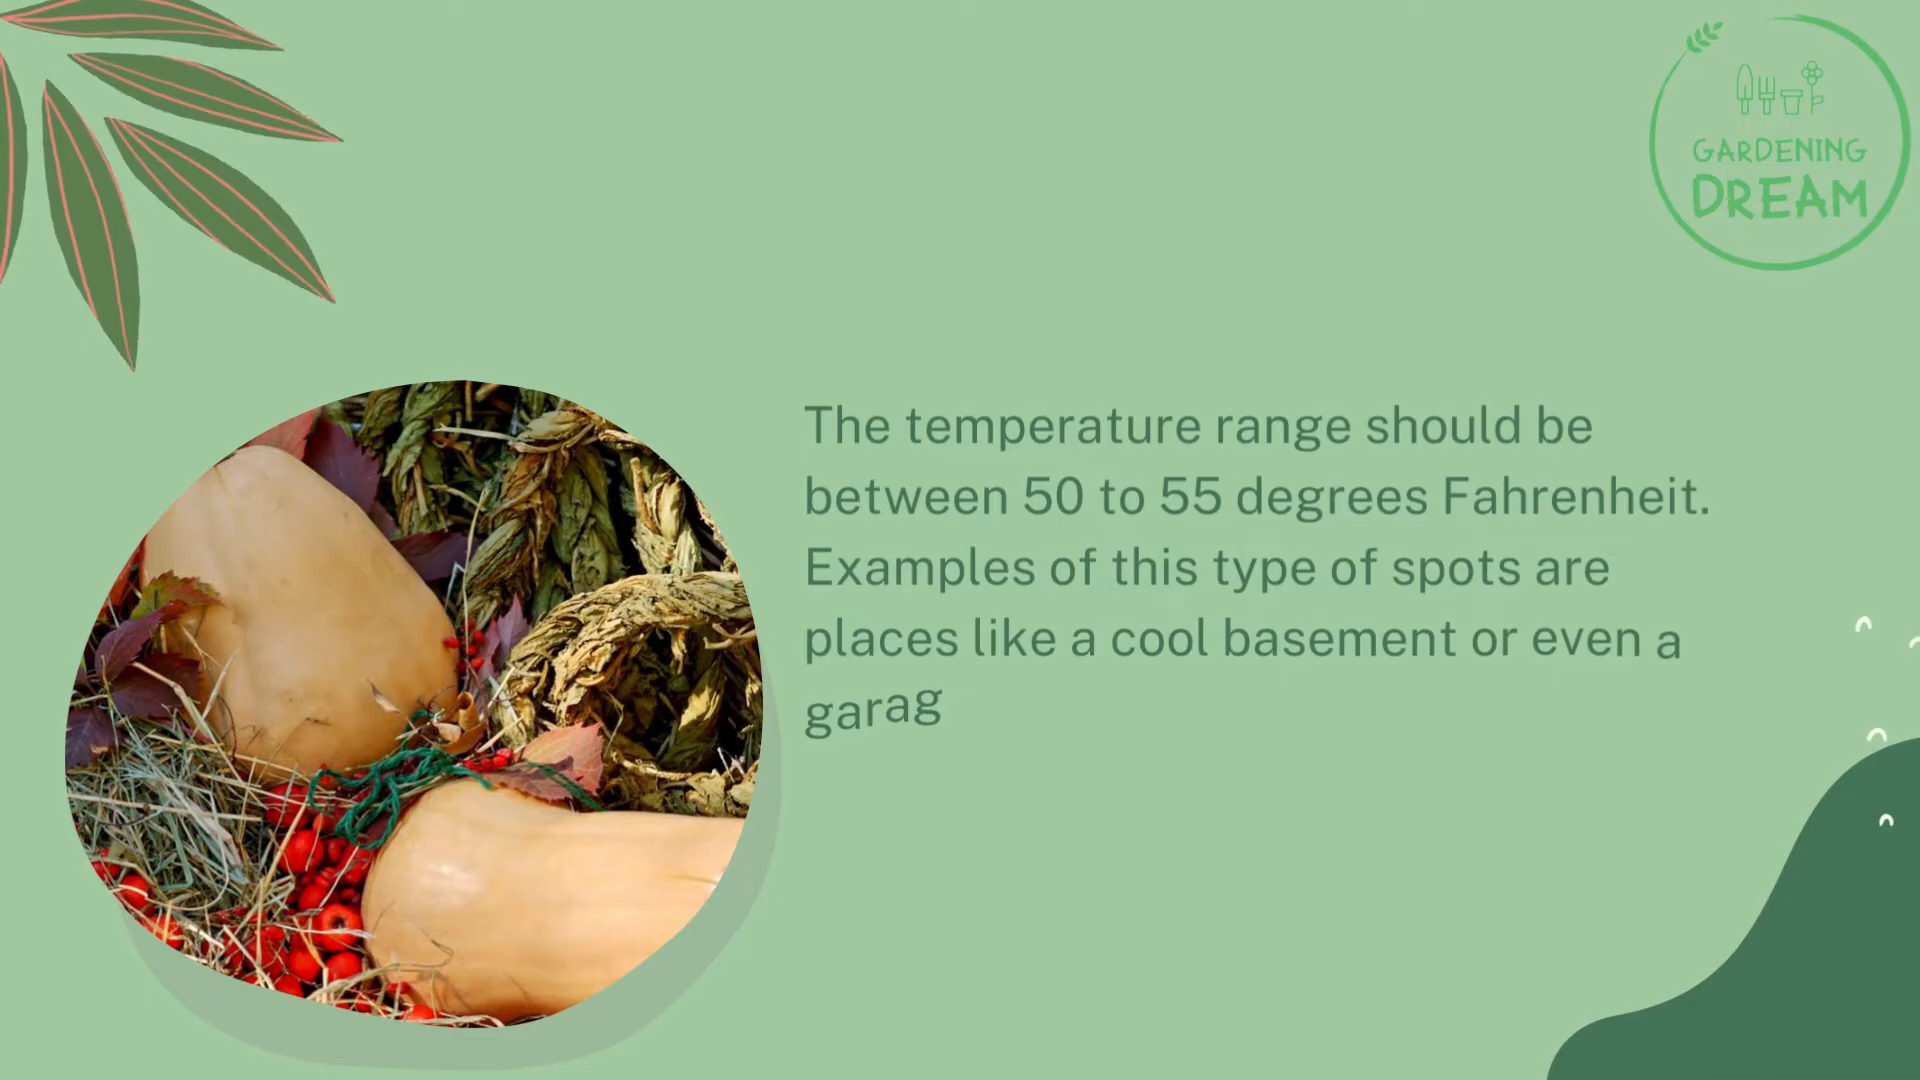 GARDENING
DREAM
The temperature range should be
between 50 to 55 degrees Fahrenheit.
Examples of this type of spots are
places like a cool basement or even a
garag